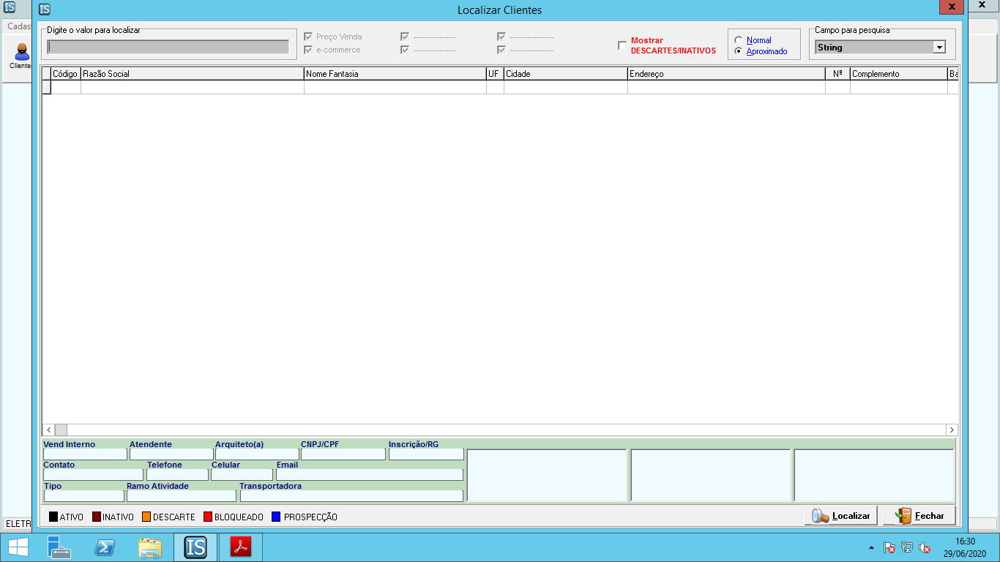 IS
IS
Localizar Clientes
x
x
Cadas
Clientes
Digite o valor para localizar
Preço Venda
e-commerce
---------------
---------------
---------------
---------------
Mostrar
DESCARTES/INATIVOS
Normal
Aproximado
Campo para pesquisa
String
Código Razão Social Nome Fantasia UF Cidade Endereço Nº Complemento Ba
Vend Interno Atendente Arquiteto(a) CNPJ/CPF Inscrição/RG
Contato Telefone Celular Email
Tipo Ramo Atividade Transportadora
ATIVO INATIVO DESCARTE BLOQUEADO PROSPECÇÃO
Localizar
Fechar
ELETR
IS
16:30
29/06/2020